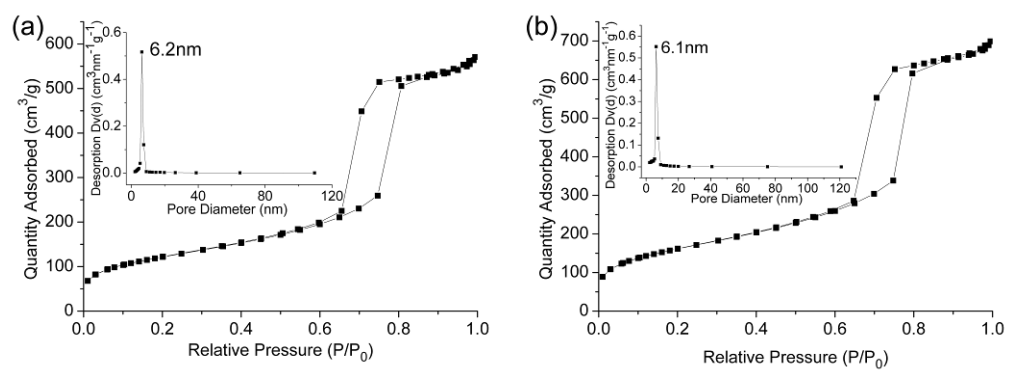 (a)
600
500
400
300
200
100
0
Quantity Adsorbed (cm³/g)
0.0 0.2 0.4 0.6 0.8 1.0
Relative Pressure (P/P₀)
0.6
0.4
0.2
0.0
Desorption Dv(d) (cm³nm⁻¹g⁻¹)
6.2nm
0 40 80 120
Pore Diameter (nm)
(b)
700
600
500
400
300
200
100
0
Quantity Adsorbed (cm³/g)
0.0 0.2 0.4 0.6 0.8 1.0
Relative Pressure (P/P₀)
0.6
0.5
0.4
0.3
0.2
0.1
0.0
Desorption Dv(d) (cm³nm⁻¹g⁻¹)
6.1nm
0 20 40 60 80 100 120
Pore Diameter (nm)